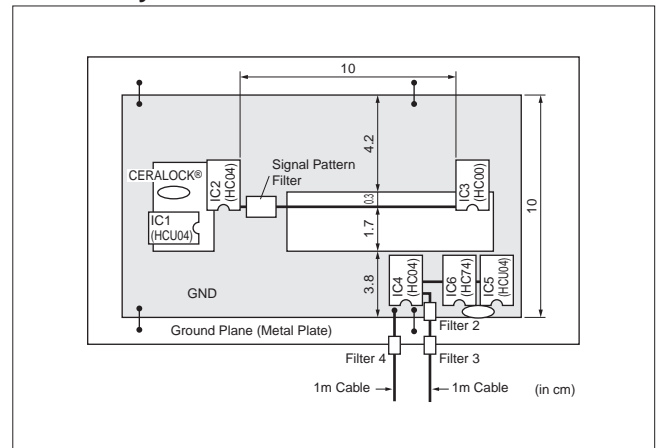 10
4.2
Signal Pattern
Filter
CERALOCK®
IC2
(HC04)
IC3
(HC00)
0.3
10
IC1
(HCU04)
1.7
3.8
IC4
(HC04)
IC6
(HC74)
IC5
(HCU04)
GND
Filter 2
Ground Plane (Metal Plate)
Filter 4
Filter 3
1m Cable
1m Cable
(in cm)